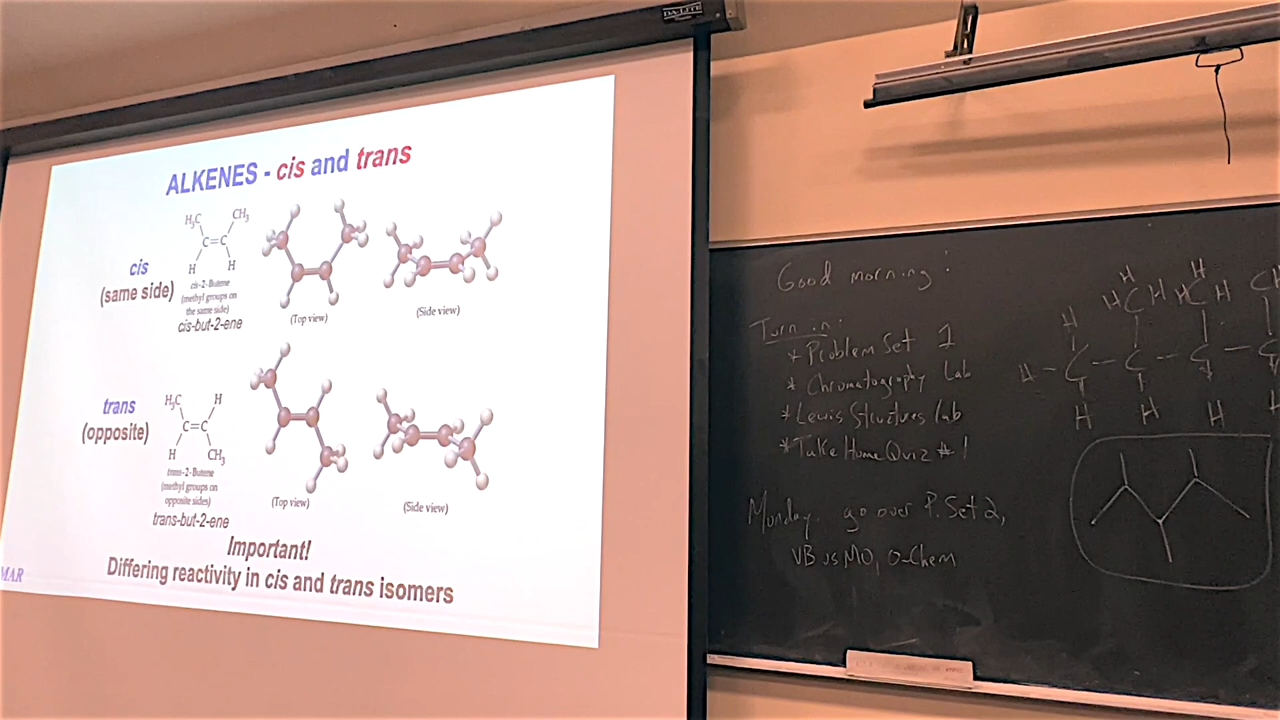 DA-LITE
ALKENES - cis and trans
H₃C CH₃
C=C
H H
cis
(same side)
cis-2-Butene
(methyl groups on
the same side)
cis-but-2-ene
(Top view)
(Side view)
trans
(opposite)
H₃C H
C=C
H CH₃
trans-2-Butene
(methyl groups on
opposite sides)
trans-but-2-ene
(Top view)
(Side view)
Important!
Differing reactivity in cis and trans isomers
MAR
Good morning!
Turn in:
* Problem Set 1
* Chromatography Lab
* Lewis Structures lab
* Take Home Quiz #1
Monday. go over P. Set 2,
VB vs MO, O-Chem
H H
H HCH HCH C
H-C-C-C-C
H H H H